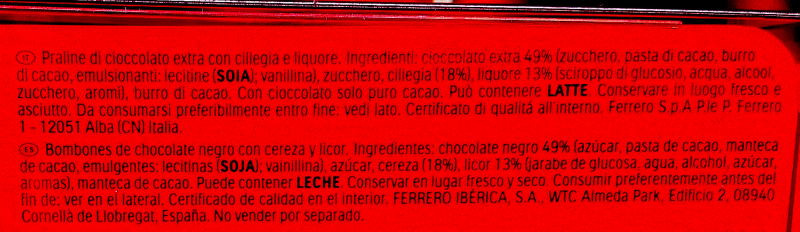 IT Praline di cioccolato extra con ciliegia e liquore. Ingredienti: cioccolato extra 49% (zucchero, pasta di cacao, burro
di cacao, emulsionanti: lecitine (SOIA); vanillina), zucchero, ciliegia (18%), liquore 13% (sciroppo di glucosio, acqua, alcool,
zucchero, aromi), burro di cacao. Con cioccolato solo puro cacao. Può contenere LATTE. Conservare in luogo fresco e
asciutto. Da consumarsi preferibilmente entro fine: vedi lato. Certificato di qualità all'interno. Ferrero S.p.A P.le P. Ferrero
1 - 12051 Alba (CN) Italia.
ES Bombones de chocolate negro con cereza y licor. Ingredientes: chocolate negro 49% (azúcar, pasta de cacao, manteca
de cacao, emulgentes: lecitinas (SOJA); vainillina), azúcar, cereza (18%), licor 13% (jarabe de glucosa, agua, alcohol, azúcar,
aromas), manteca de cacao. Puede contener LECHE. Conservar en lugar fresco y seco. Consumir preferentemente antes del
fin de: ver en el lateral. Certificado de calidad en el interior. FERRERO IBÉRICA, S.A., WTC Almeda Park, Edificio 2, 08940
Cornellà de Llobregat, España. No vender por separado.